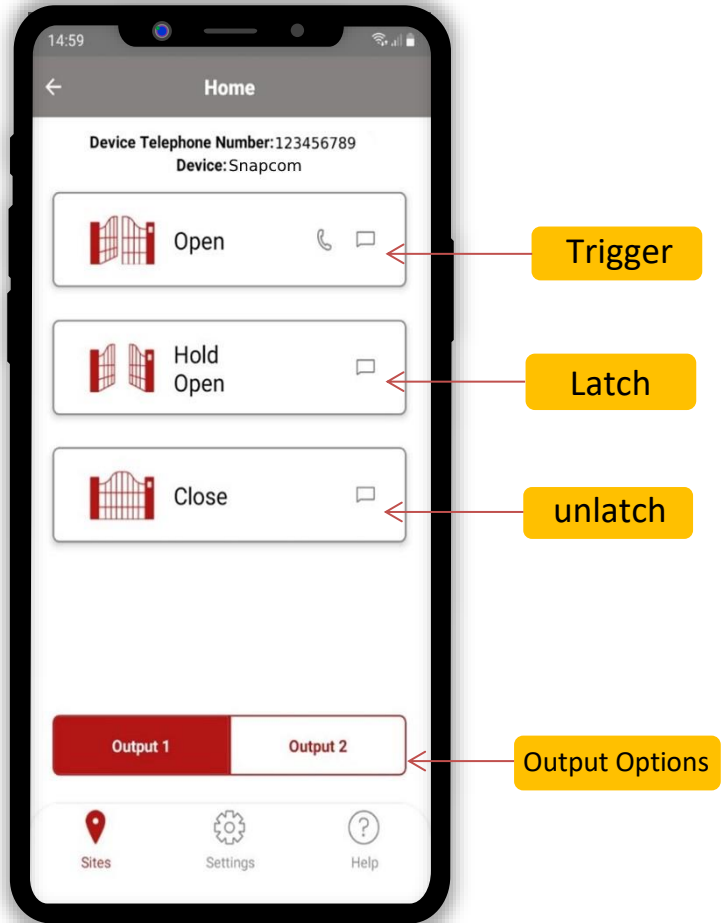 14:59
Home
Device Telephone Number:123456789
Device:Snapcom
Open
Trigger
Hold
Open
Latch
Close
unlatch
Output 1
Output 2
Output Options
Sites
Settings
Help